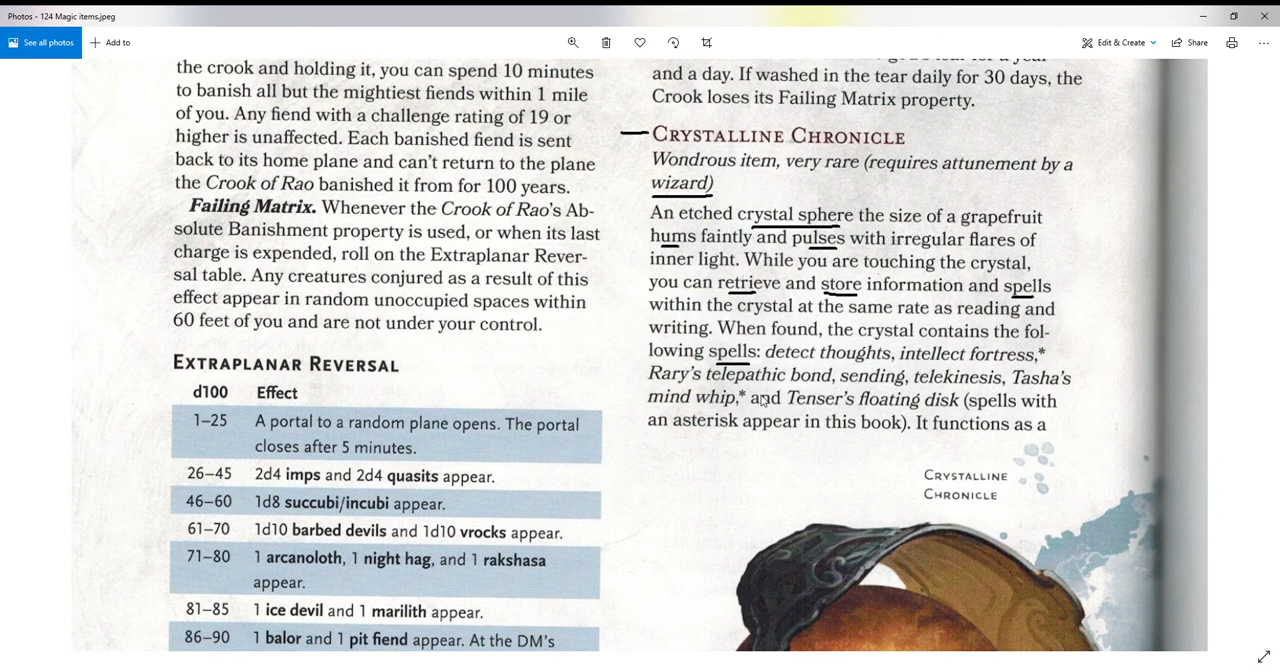 Photos - 124 Magic items.jpeg
See all photos
Add to
Edit & Create
Share
the crook and holding it, you can spend 10 minutes
to banish all but the mightiest fiends within 1 mile
of you. Any fiend with a challenge rating of 19 or
higher is unaffected. Each banished fiend is sent
back to its home plane and can't return to the plane
the Crook of Rao banished it from for 100 years.
Failing Matrix. Whenever the Crook of Rao's Ab-
solute Banishment property is used, or when its last
charge is expended, roll on the Extraplanar Rever-
sal table. Any creatures conjured as a result of this
effect appear in random unoccupied spaces within
60 feet of you and are not under your control.
EXTRAPLANAR REVERSAL
d100 Effect
1–25 A portal to a random plane opens. The portal
closes after 5 minutes.
26–45 2d4 imps and 2d4 quasits appear.
46–60 1d8 succubi/incubi appear.
61–70 1d10 barbed devils and 1d10 vrocks appear.
71–80 1 arcanoloth, 1 night hag, and 1 rakshasa
appear.
81–85 1 ice devil and 1 marilith appear.
86–90 1 balor and 1 pit fiend appear. At the DM's
and a day. If washed in the tear daily for 30 days, the
Crook loses its Failing Matrix property.
CRYSTALLINE CHRONICLE
Wondrous item, very rare (requires attunement by a
wizard)
An etched crystal sphere the size of a grapefruit
hums faintly and pulses with irregular flares of
inner light. While you are touching the crystal,
you can retrieve and store information and spells
within the crystal at the same rate as reading and
writing. When found, the crystal contains the fol-
lowing spells: detect thoughts, intellect fortress,*
Rary's telepathic bond, sending, telekinesis, Tasha's
mind whip,* and Tenser's floating disk (spells with
an asterisk appear in this book). It functions as a
CRYSTALLINE
CHRONICLE